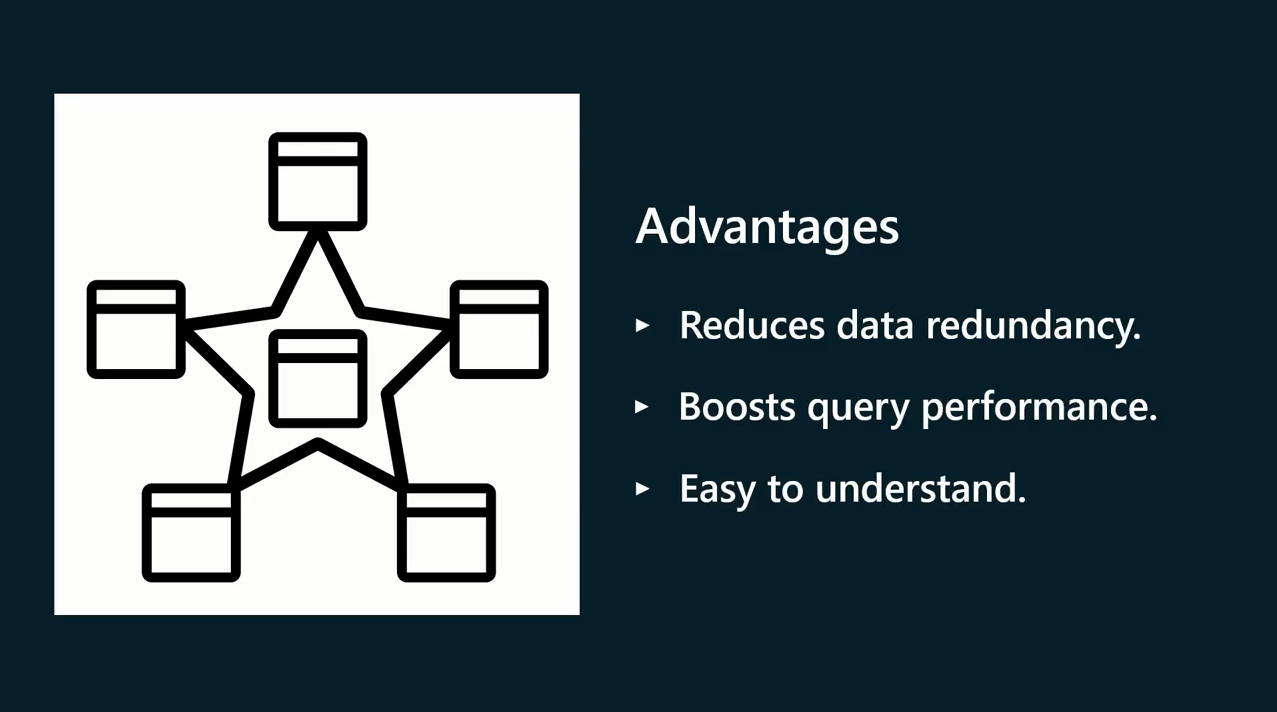 Advantages
▸ Reduces data redundancy.
▸ Boosts query performance.
▸ Easy to understand.